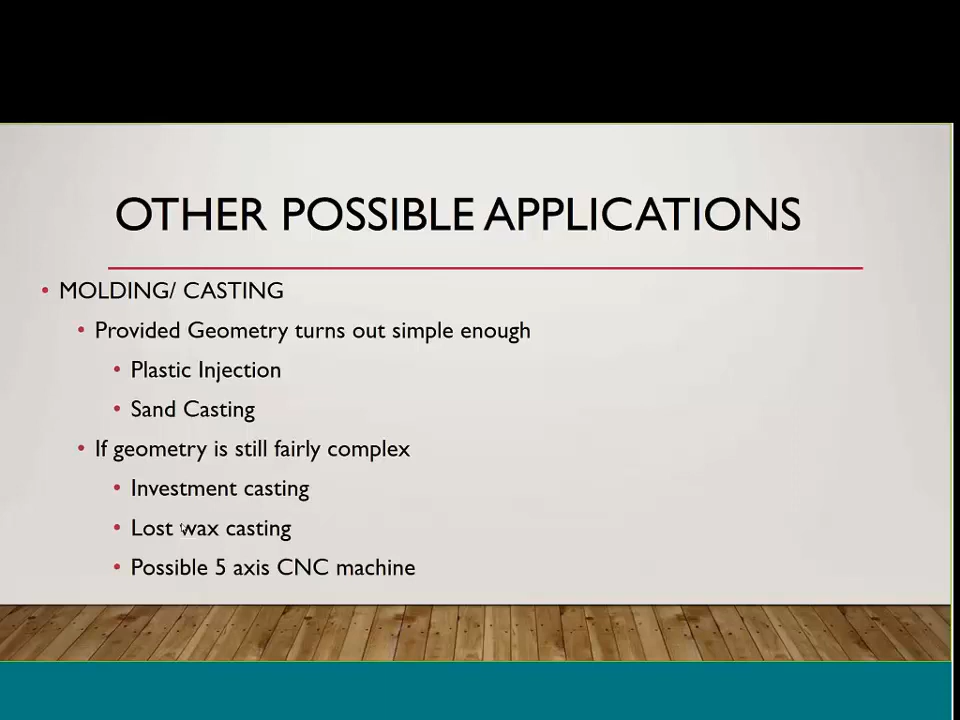 OTHER POSSIBLE APPLICATIONS
• MOLDING/ CASTING
• Provided Geometry turns out simple enough
• Plastic Injection
• Sand Casting
• If geometry is still fairly complex
• Investment casting
• Lost wax casting
• Possible 5 axis CNC machine